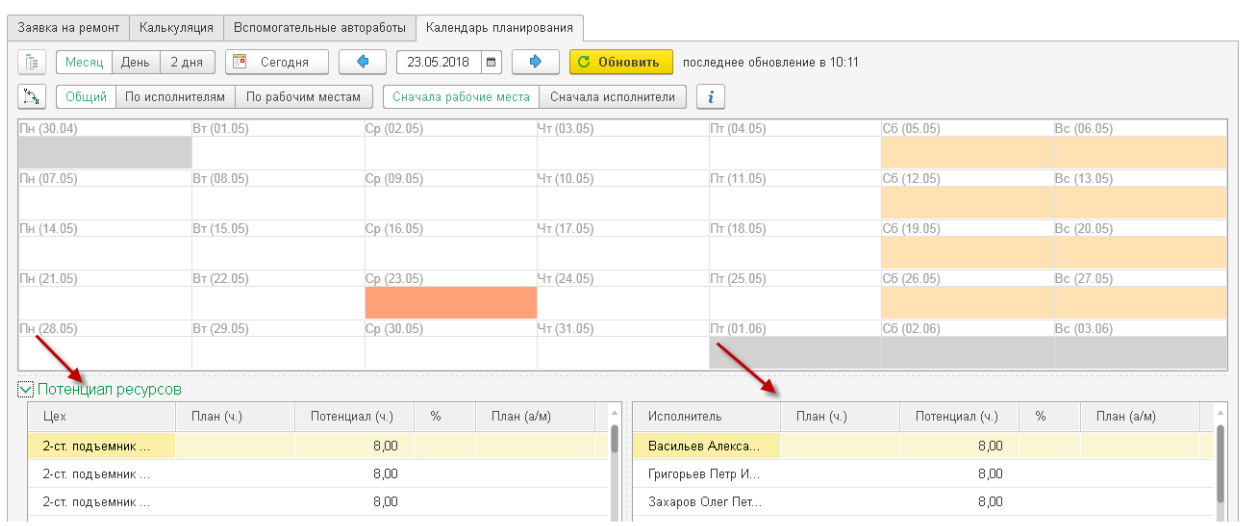 Заявка на ремонт Калькуляция Вспомогательные автоработы Календарь планирования
Месяц День 2 дня Сегодня 23.05.2018 Обновить последнее обновление в 10:11
Общий По исполнителям По рабочим местам Сначала рабочие места Сначала исполнители i
Пн (30.04) Вт (01.05) Ср (02.05) Чт (03.05) Пт (04.05) Сб (05.05) Вс (06.05)
Пн (07.05) Вт (08.05) Ср (09.05) Чт (10.05) Пт (11.05) Сб (12.05) Вс (13.05)
Пн (14.05) Вт (15.05) Ср (16.05) Чт (17.05) Пт (18.05) Сб (19.05) Вс (20.05)
Пн (21.05) Вт (22.05) Ср (23.05) Чт (24.05) Пт (25.05) Сб (26.05) Вс (27.05)
Пн (28.05) Вт (29.05) Ср (30.05) Чт (31.05) Пт (01.06) Сб (02.06) Вс (03.06)
Потенциал ресурсов
Цех План (ч.) Потенциал (ч.) % План (а/м) Исполнитель План (ч.) Потенциал (ч.) % План (а/м)
2-ст. подъемник ... 8,00 Васильев Алекса... 8,00
2-ст. подъемник ... 8,00 Григорьев Петр И... 8,00
2-ст. подъемник ... 8,00 Захаров Олег Пет... 8,00